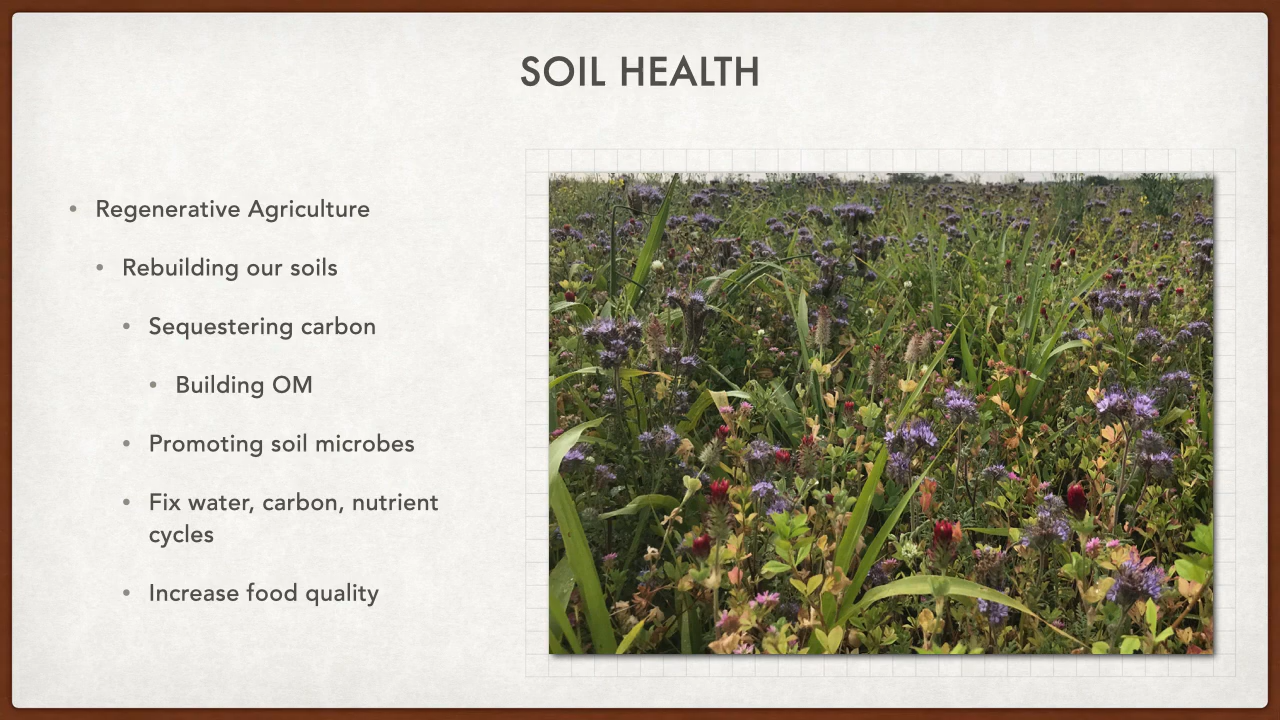 SOIL HEALTH
• Regenerative Agriculture
• Rebuilding our soils
• Sequestering carbon
• Building OM
• Promoting soil microbes
• Fix water, carbon, nutrient
cycles
• Increase food quality